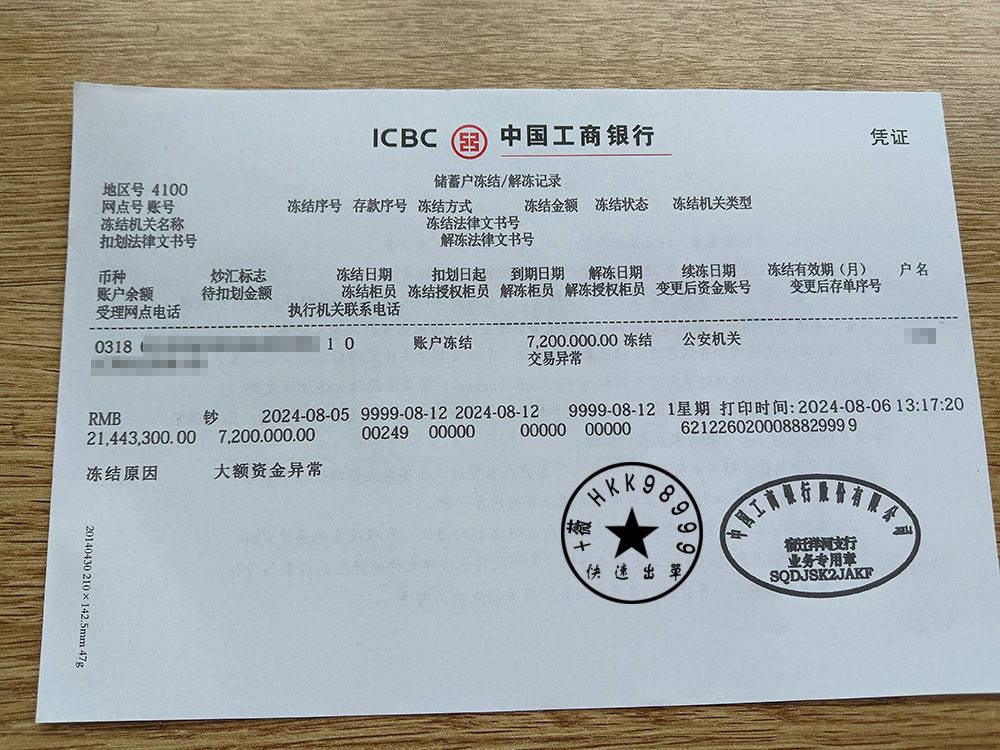 ICBC 中国工商银行
凭证
储蓄户冻结/解冻记录
地区号 4100
网点号 账号 冻结序号 存款序号 冻结方式 冻结金额 冻结状态 冻结机关类型
冻结机关名称 冻结法律文书号
扣划法律文书号 解冻法律文书号
币种 炒汇标志 冻结日期 扣划日起 到期日期 解冻日期 续冻日期 冻结有效期（月） 户名
账户余额 待扣划金额 冻结柜员 冻结授权柜员 解冻柜员 解冻授权柜员 变更后资金账号 变更后存单序号
受理网点电话 执行机关联系电话
0318 1 0 账户冻结 7,200.000.00 冻结 公安机关
交易异常
RMB 钞 2024-08-05 9999-08-12 2024-08-12 9999-08-12 1星期 打印时间:2024-08-06 13:17:20
21,443,300.00 7,200.000.00 00249 00000 00000 00000 6212260200088829999
冻结原因 大额资金异常
十薇 HKK98999
快速出單
中国工商银行股份有限公司
宿迁洋河支行
业务专用章
SQDJSK2JAKF
20140430 210×142.5mm 47g